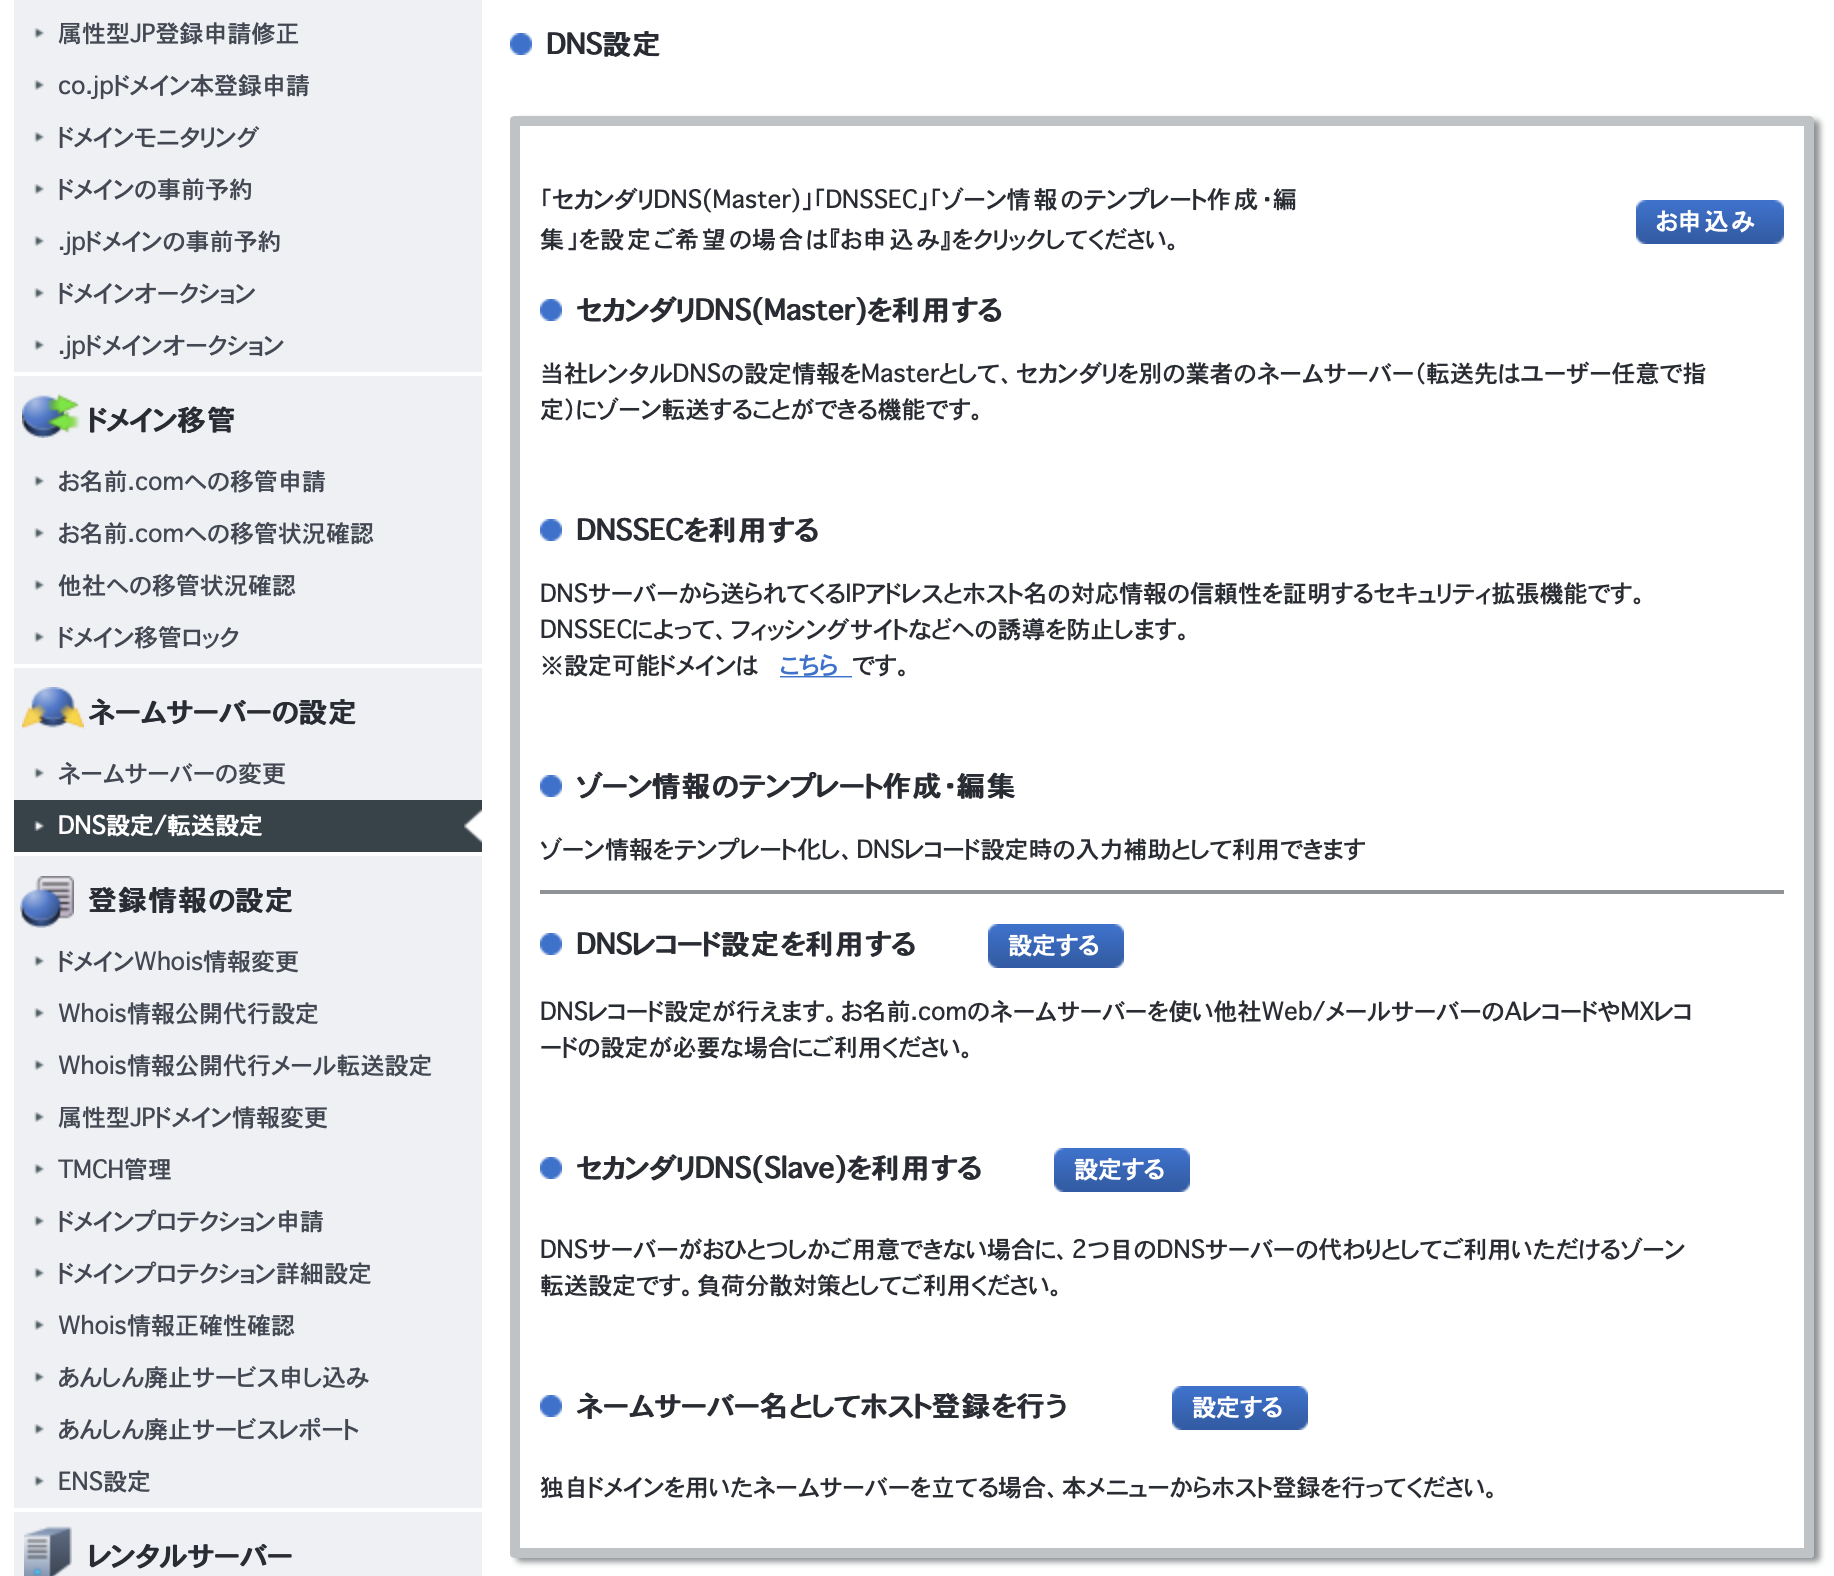 属性型JP登録申請修正
co.jpドメイン本登録申請
ドメインモニタリング
ドメインの事前予約
.jpドメインの事前予約
ドメインオークション
.jpドメインオークション
ドメイン移管
お名前.comへの移管申請
お名前.comへの移管状況確認
他社への移管状況確認
ドメイン移管ロック
ネームサーバーの設定
ネームサーバーの変更
DNS設定/転送設定
登録情報の設定
ドメインWhois情報変更
Whois情報公開代行設定
Whois情報公開代行メール転送設定
属性型JPドメイン情報変更
TMCH管理
ドメインプロテクション申請
ドメインプロテクション詳細設定
Whois情報正確性確認
あんしん廃止サービス申し込み
あんしん廃止サービスレポート
ENS設定
レンタルサーバー
DNS設定
「セカンダリDNS(Master)」「DNSSEC」「ゾーン情報のテンプレート作成・編
集」を設定ご希望の場合は『お申込み』をクリックしてください。
お申込み
セカンダリDNS(Master)を利用する
当社レンタルDNSの設定情報をMasterとして、セカンダリを別の業者のネームサーバー（転送先はユーザー任意で指
定）にゾーン転送することができる機能です。
DNSSECを利用する
DNSサーバーから送られてくるIPアドレスとホスト名の対応情報の信頼性を証明するセキュリティ拡張機能です。
DNSSECによって、フィッシングサイトなどへの誘導を防止します。
※設定可能ドメインは こちら です。
ゾーン情報のテンプレート作成・編集
ゾーン情報をテンプレート化し、DNSレコード設定時の入力補助として利用できます
DNSレコード設定を利用する 設定する
DNSレコード設定が行えます。お名前.comのネームサーバーを使い他社Web/メールサーバーのAレコードやMXレコ
ードの設定が必要な場合にご利用ください。
セカンダリDNS(Slave)を利用する 設定する
DNSサーバーがおひとつしかご用意できない場合に、2つ目のDNSサーバーの代わりとしてご利用いただけるゾーン
転送設定です。負荷分散対策としてご利用ください。
ネームサーバー名としてホスト登録を行う 設定する
独自ドメインを用いたネームサーバーを立てる場合、本メニューからホスト登録を行ってください。